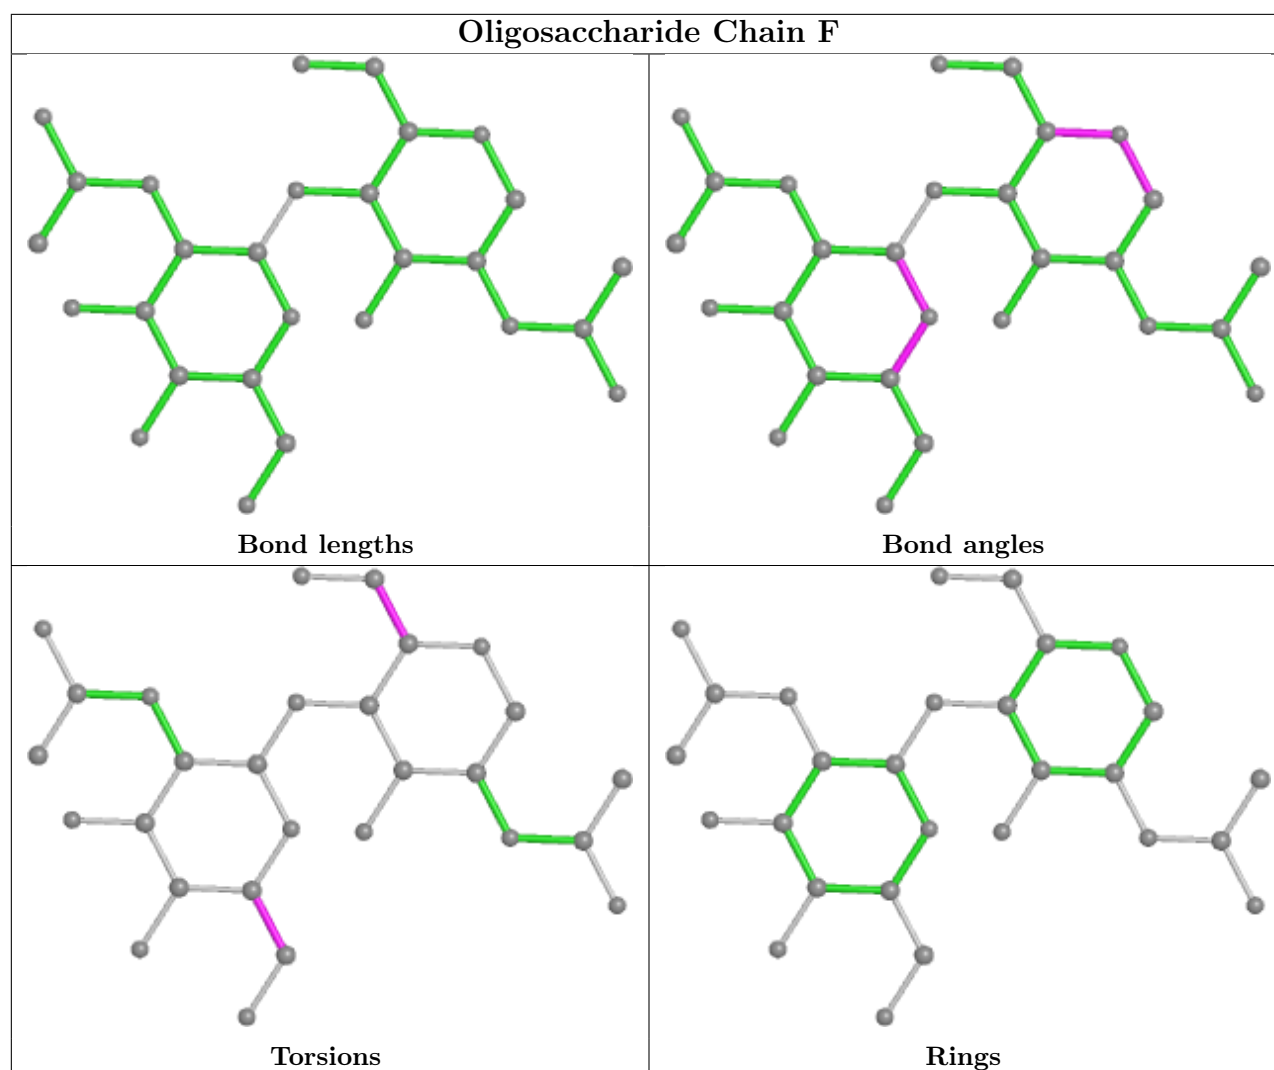 Oligosaccharide Chain F
Bond lengths
Bond angles
Torsions
Rings